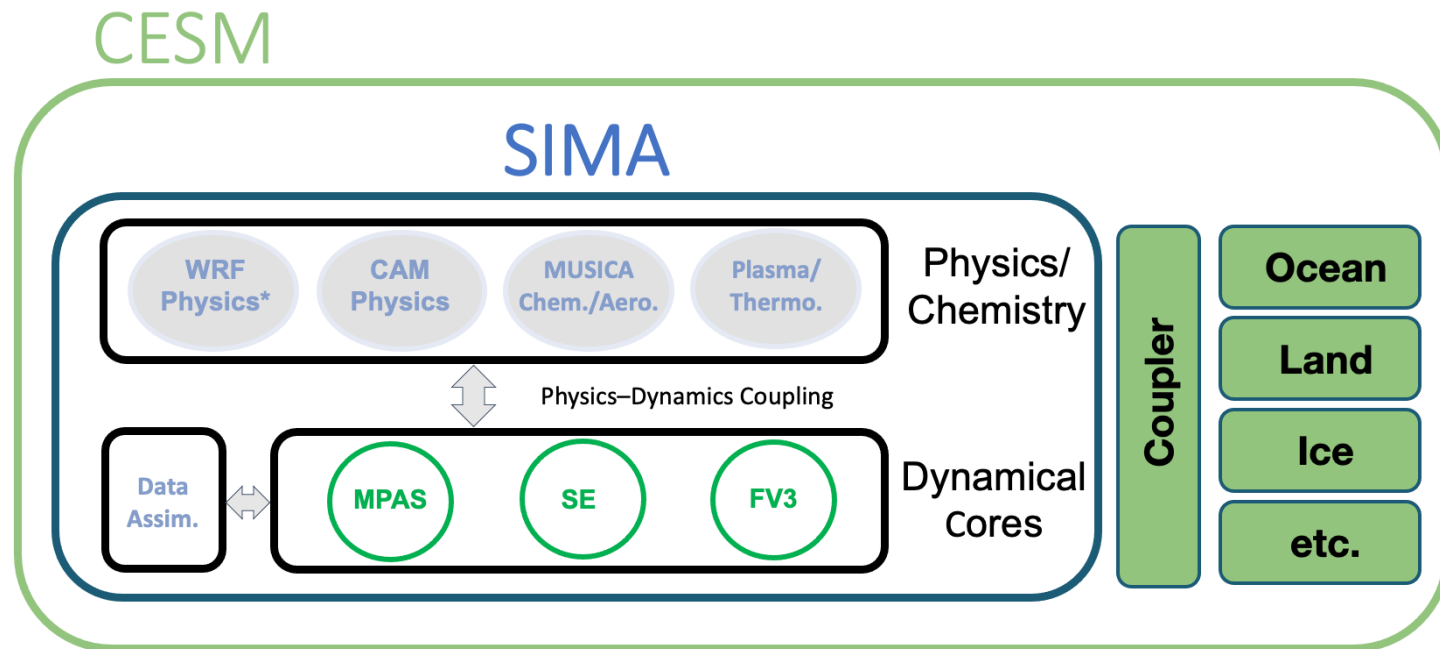 CESM
SIMA
WRF
Physics*
CAM
Physics
MUSICA
Chem./Aero.
Plasma/
Thermo.
Physics/
Chemistry
Physics–Dynamics Coupling
Data
Assim.
MPAS
SE
FV3
Dynamical
Cores
Coupler
Ocean
Land
Ice
etc.